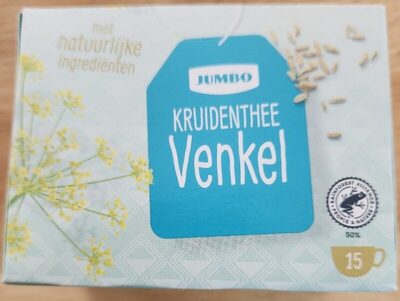 met
natuurlijke
ingrediënten
JUMBO
KRUIDENTHEE
Venkel
RAINFOREST ALLIANCE
PEOPLE & NATURE
50%
15